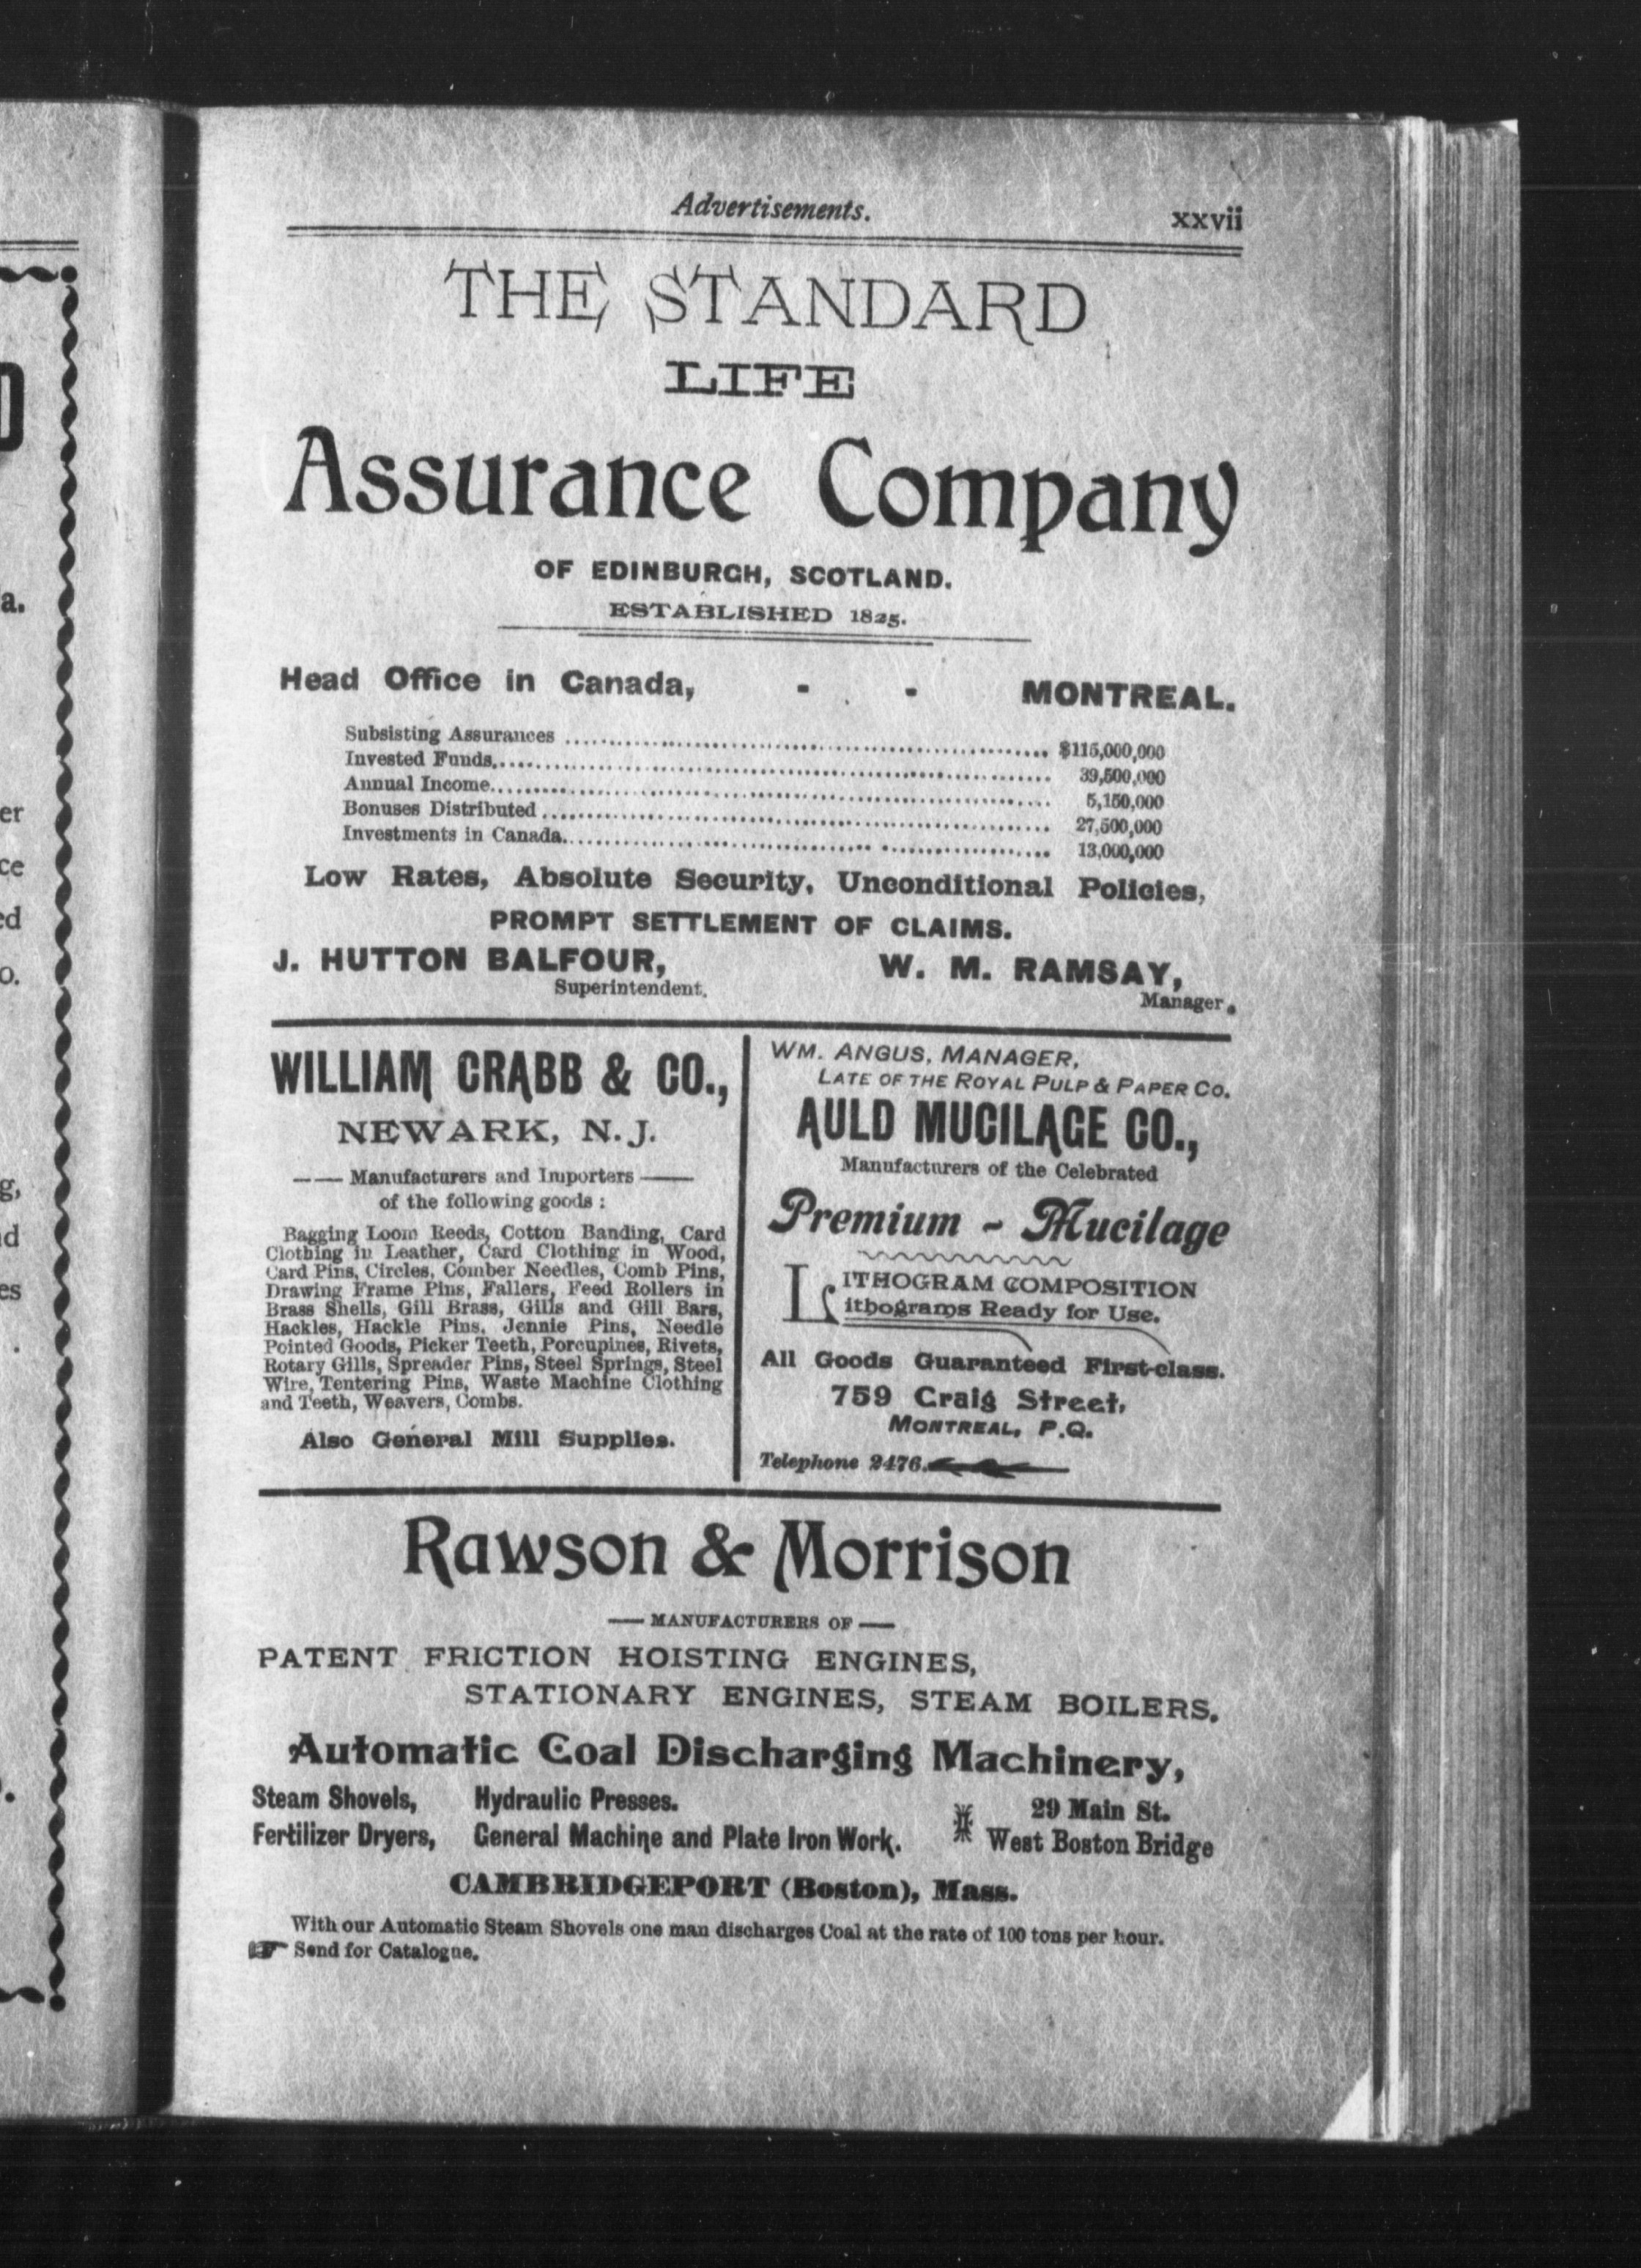 Advertisements. xxvii
THE STANDARD
LIFE
Assurance Company
OF EDINBURGH, SCOTLAND.
ESTABLISHED 1825.
Head Office in Canada, - - MONTREAL.
Subsisting Assurances ........ $115,000,000
Invested Funds ........ 39,500,000
Annual Income ........ 5,150,000
Bonuses Distributed ........ 27,500,000
Investments in Canada ........ 13,000,000
Low Rates, Absolute Security, Unconditional Policies,
PROMPT SETTLEMENT OF CLAIMS.
J. HUTTON BALFOUR, W. M. RAMSAY,
Superintendent. Manager.
WILLIAM CRABB & CO.,
NEWARK, N.J.
—— Manufacturers and Importers ——
of the following goods :
Bagging Loom Reeds, Cotton Banding, Card
Clothing in Leather, Card Clothing in Wood,
Card Pins, Circles, Comber Needles, Comb Pins,
Drawing Frame Pins, Fallers, Feed Rollers in
Brass Shells, Gill Brass, Gills and Gill Bars,
Hackles, Hackle Pins, Jennie Pins, Needle
Pointed Goods, Picker Teeth, Porcupines, Rivets,
Rotary Gills, Spreader Pins, Steel Springs, Steel
Wire, Tentering Pins, Waste Machine Clothing
and Teeth, Weavers, Combs.
Also General Mill Supplies.
WM. ANGUS, MANAGER,
LATE OF THE ROYAL PULP & PAPER CO.
AULD MUCILAGE CO.,
Manufacturers of the Celebrated
Premium - Mucilage
LITHOGRAM COMPOSITION
Lithograms Ready for Use.
All Goods Guaranteed First-class.
759 Craig Street,
MONTREAL, P.Q.
Telephone 2476.
Rawson & Morrison
— MANUFACTURERS OF —
PATENT FRICTION HOISTING ENGINES,
STATIONARY ENGINES, STEAM BOILERS.
Automatic Coal Discharging Machinery,
Steam Shovels, Hydraulic Presses. 29 Main St.
Fertilizer Dryers, General Machine and Plate Iron Work. West Boston Bridge
CAMBRIDGEPORT (Boston), Mass.
With our Automatic Steam Shovels one man discharges Coal at the rate of 100 tons per hour.
☞ Send for Catalogue.